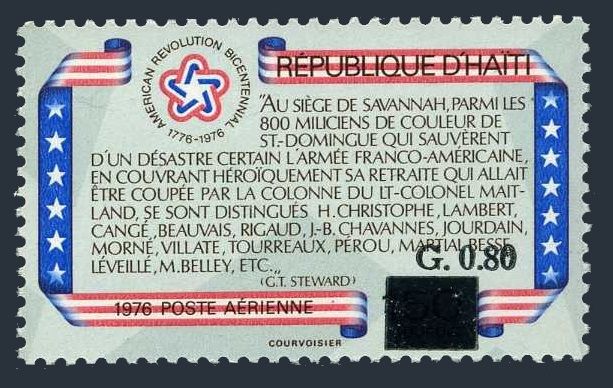 AMERICAN REVOLUTION BICENTENNIAL
1776-1976
RÉPUBLIQUE D'HAÏTI
"AU SIÈGE DE SAVANNAH, PARMI LES
800 MILICIENS DE COULEUR DE
ST.-DOMINGUE QUI SAUVÈRENT
D'UN DÉSASTRE CERTAIN L'ARMÉE FRANCO-AMÉRICAINE,
EN COUVRANT HÉROÏQUEMENT SA RETRAITE QUI ALLAIT
ÊTRE COUPÉE PAR LA COLONNE DU LT-COLONEL MAIT-
LAND, SE SONT DISTINGUÉS H. CHRISTOPHE, LAMBERT,
CANGÉ, BEAUVAIS, RIGAUD, J.-B. CHAVANNES, JOURDAIN,
MORNÉ, VILLATE, TOURREAUX, PÉROU, MARTIAL BESSE,
LÉVEILLÉ, M. BELLEY, ETC.„
G. 0.80
(G.T. STEWARD)
1976 POSTE AÉRIENNE
COURVOISIER